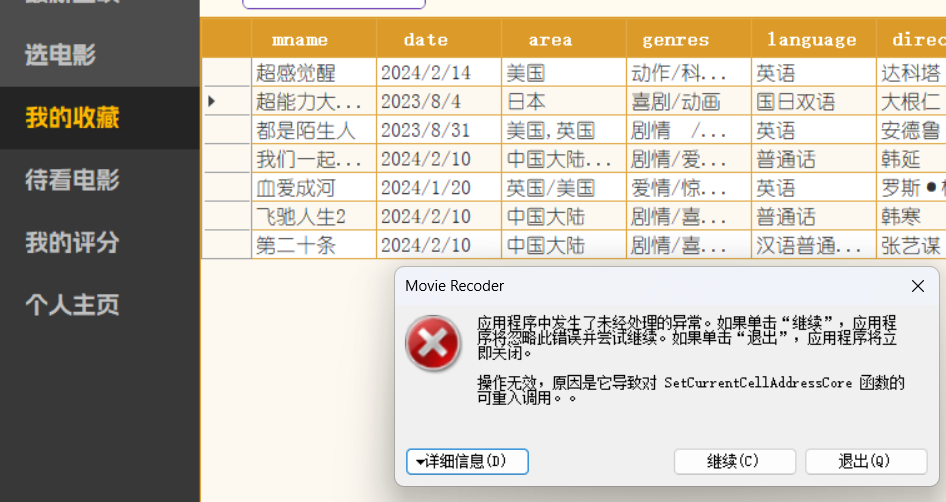 选电影
我的收藏
待看电影
我的评分
个人主页
mname date area genres language direc
超感觉醒 2024/2/14 美国 动作/科... 英语 达科塔
超能力大... 2023/8/4 日本 喜剧/动画 国日双语 大根仁
都是陌生人 2023/8/31 美国,英国 剧情 /... 英语 安德鲁
我们一起... 2024/2/10 中国大陆... 剧情/爱... 普通话 韩延
血爱成河 2024/1/20 英国/美国 爱情/惊... 英语 罗斯●
飞驰人生2 2024/2/10 中国大陆 剧情/喜... 普通话 韩寒
第二十条 2024/2/10 中国大陆 剧情/喜... 汉语普通... 张艺谋
Movie Recoder
应用程序中发生了未经处理的异常。如果单击“继续”，应用程
序将忽略此错误并尝试继续。如果单击“退出”，应用程序将立
即关闭。
操作无效，原因是它导致对 SetCurrentCellAddressCore 函数的
可重入调用。。
详细信息(D) 继续(C) 退出(Q)